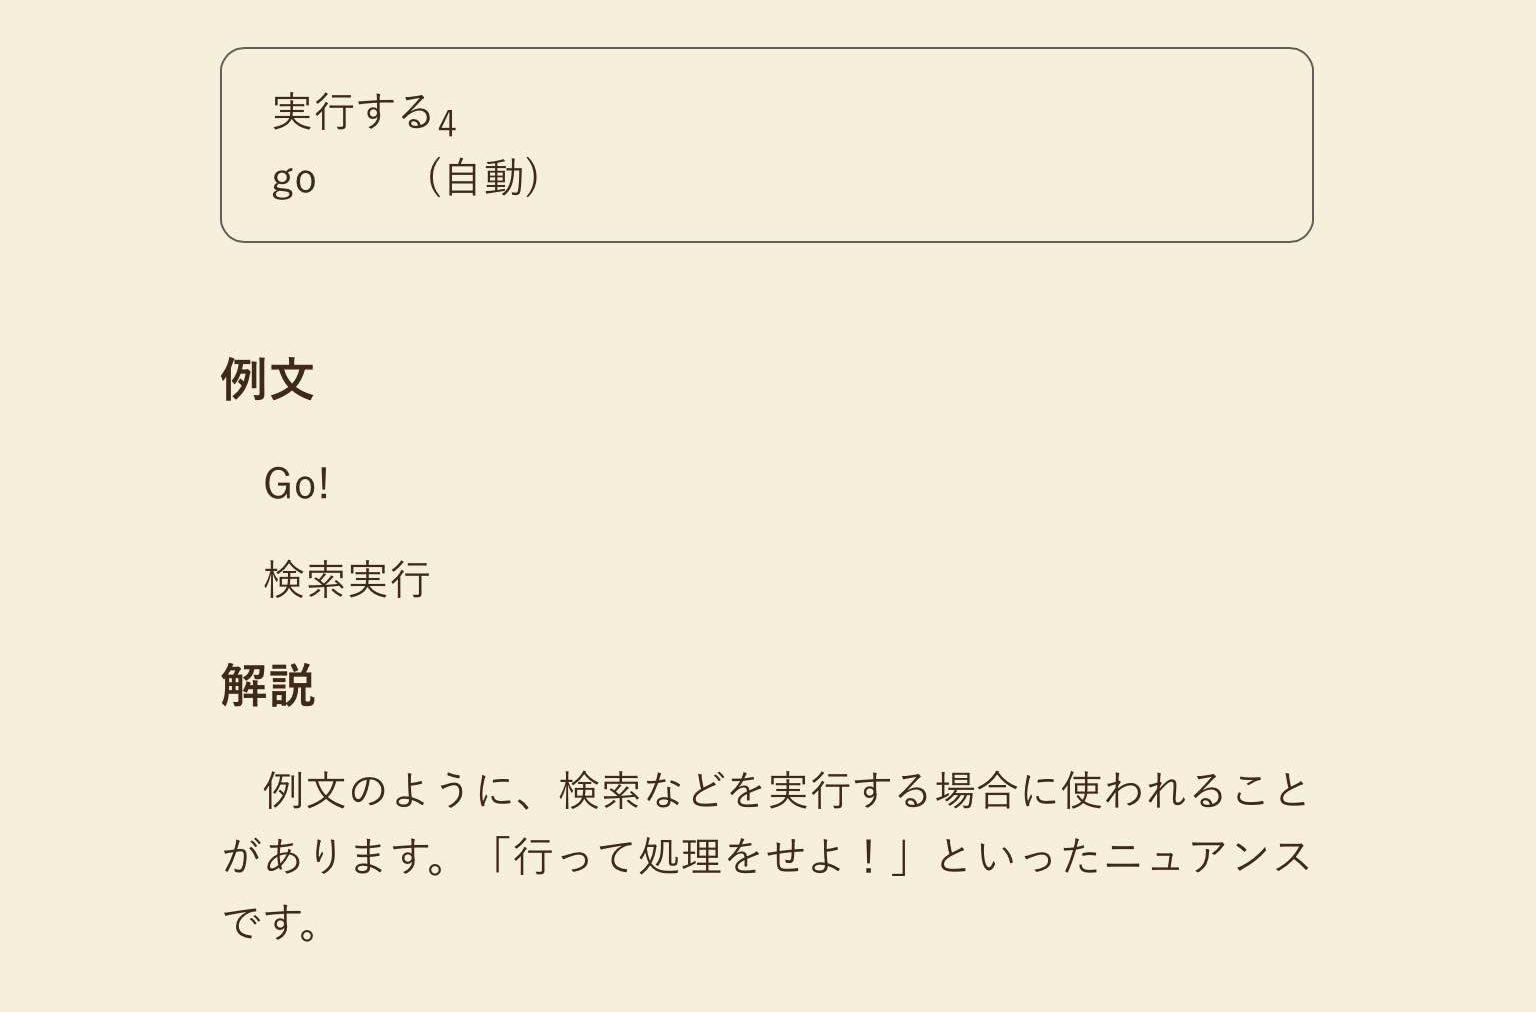 実行する4
go　　（自動）
例文
Go!
検索実行
解説
例文のように、検索などを実行する場合に使われること
があります。「行って処理をせよ！」といったニュアンス
です。